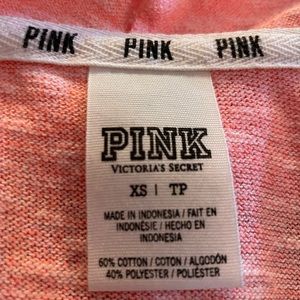 PINK PINK PINK
PINK
VICTORIA'S SECRET
XS | TP
MADE IN INDONESIA / FAIT EN
INDONÉSIE / HECHO EN
INDONESIA
60% COTTON / COTON / ALGODÓN
40% POLYESTER / POLIÉSTER